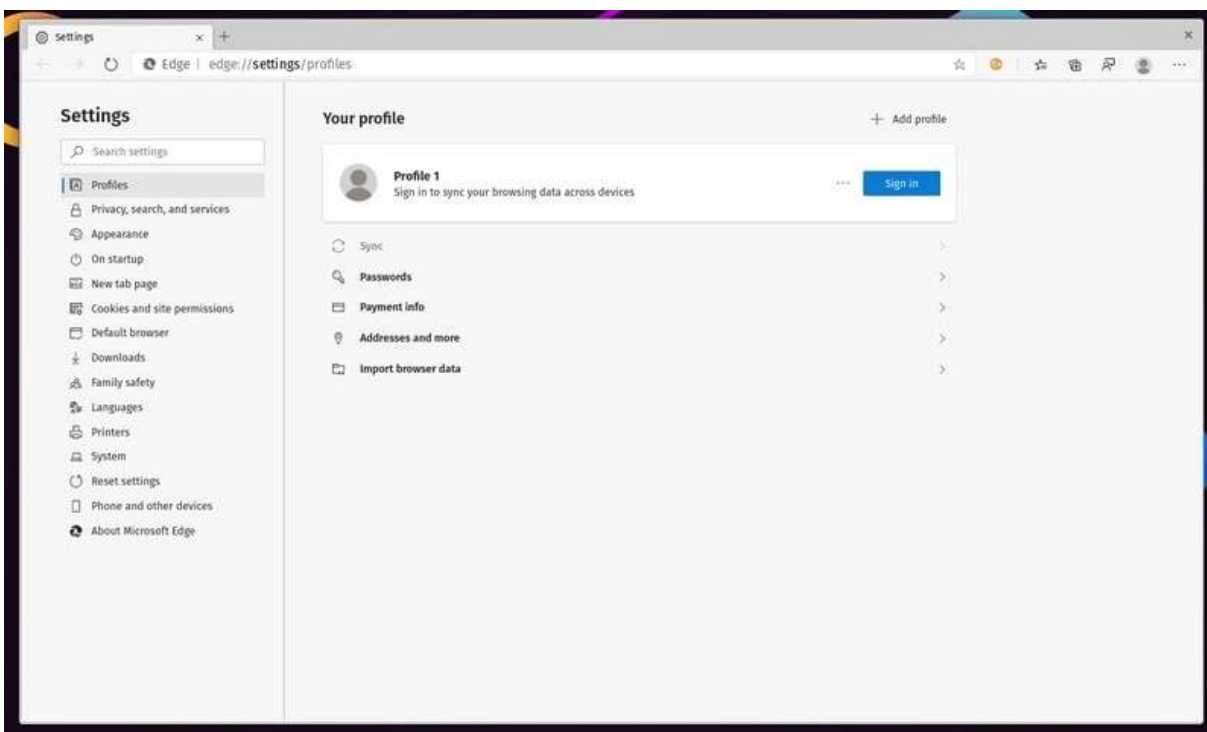 Settings
Edge | edge://settings/profiles
Settings
Search settings
Profiles
Privacy, search, and services
Appearance
On startup
New tab page
Cookies and site permissions
Default browser
Downloads
Family safety
Languages
Printers
System
Reset settings
Phone and other devices
About Microsoft Edge
Your profile
Add profile
Profile 1
Sign in to sync your browsing data across devices
Sign in
Sync
Passwords
Payment info
Addresses and more
Import browser data